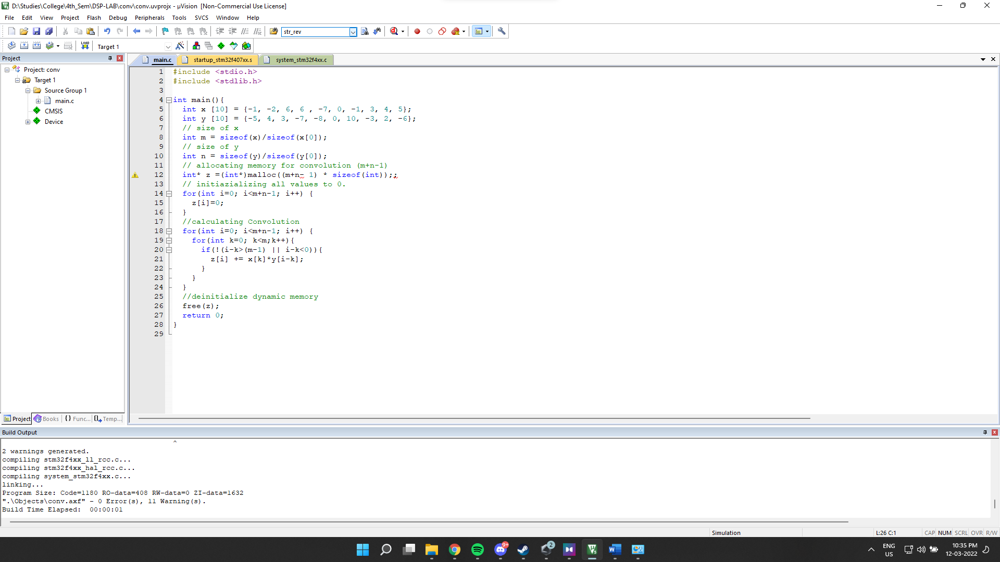 D:\Studies\College\4th_Sem\DSP-LAB\conv\conv.uvprojx - µVision [Non-Commercial Use License]
File Edit View Project Flash Debug Peripherals Tools SVCS Window Help
str_rev
LOAD Target 1
Project
main.c startup_stm32f407xx.s system_stm32f4xx.c
Project: conv
Target 1
Source Group 1
main.c
CMSIS
Device
1 #include <stdio.h>
2 #include <stdlib.h>
3
4 int main(){
5 int x [10] = {-1, -2, 6, 6 , -7, 0, -1, 3, 4, 5};
6 int y [10] = {-5, 4, 3, -7, -8, 0, 10, -3, 2, -6};
7 // size of x
8 int m = sizeof(x)/sizeof(x[0]);
9 // size of y
10 int n = sizeof(y)/sizeof(y[0]);
11 // allocating memory for convolution (m+n-1)
12 int* z =(int*)malloc((m+n- 1) * sizeof(int));;
13 // initiazializing all values to 0.
14 for(int i=0; i<m+n-1; i++) {
15 z[i]=0;
16 }
17 //calculating Convolution
18 for(int i=0; i<m+n-1; i++) {
19 for(int k=0; k<m;k++){
20 if(!(i-k>(m-1) || i-k<0)){
21 z[i] += x[k]*y[i-k];
22 }
23 }
24 }
25 //deinitialize dynamic memory
26 free(z);
27 return 0;
28 }
29
Project Books {} Func... Temp...
Build Output
^
2 warnings generated.
compiling stm32f4xx_ll_rcc.c...
compiling stm32f4xx_hal_rcc.c...
compiling system_stm32f4xx.c...
linking...
Program Size: Code=1180 RO-data=408 RW-data=0 ZI-data=1632
".\Objects\conv.axf" - 0 Error(s), 11 Warning(s).
Build Time Elapsed: 00:00:01
Simulation L:26 C:1 CAP NUM SCRL OVR R/W
9+ 2
ENG
US
10:35 PM
12-03-2022